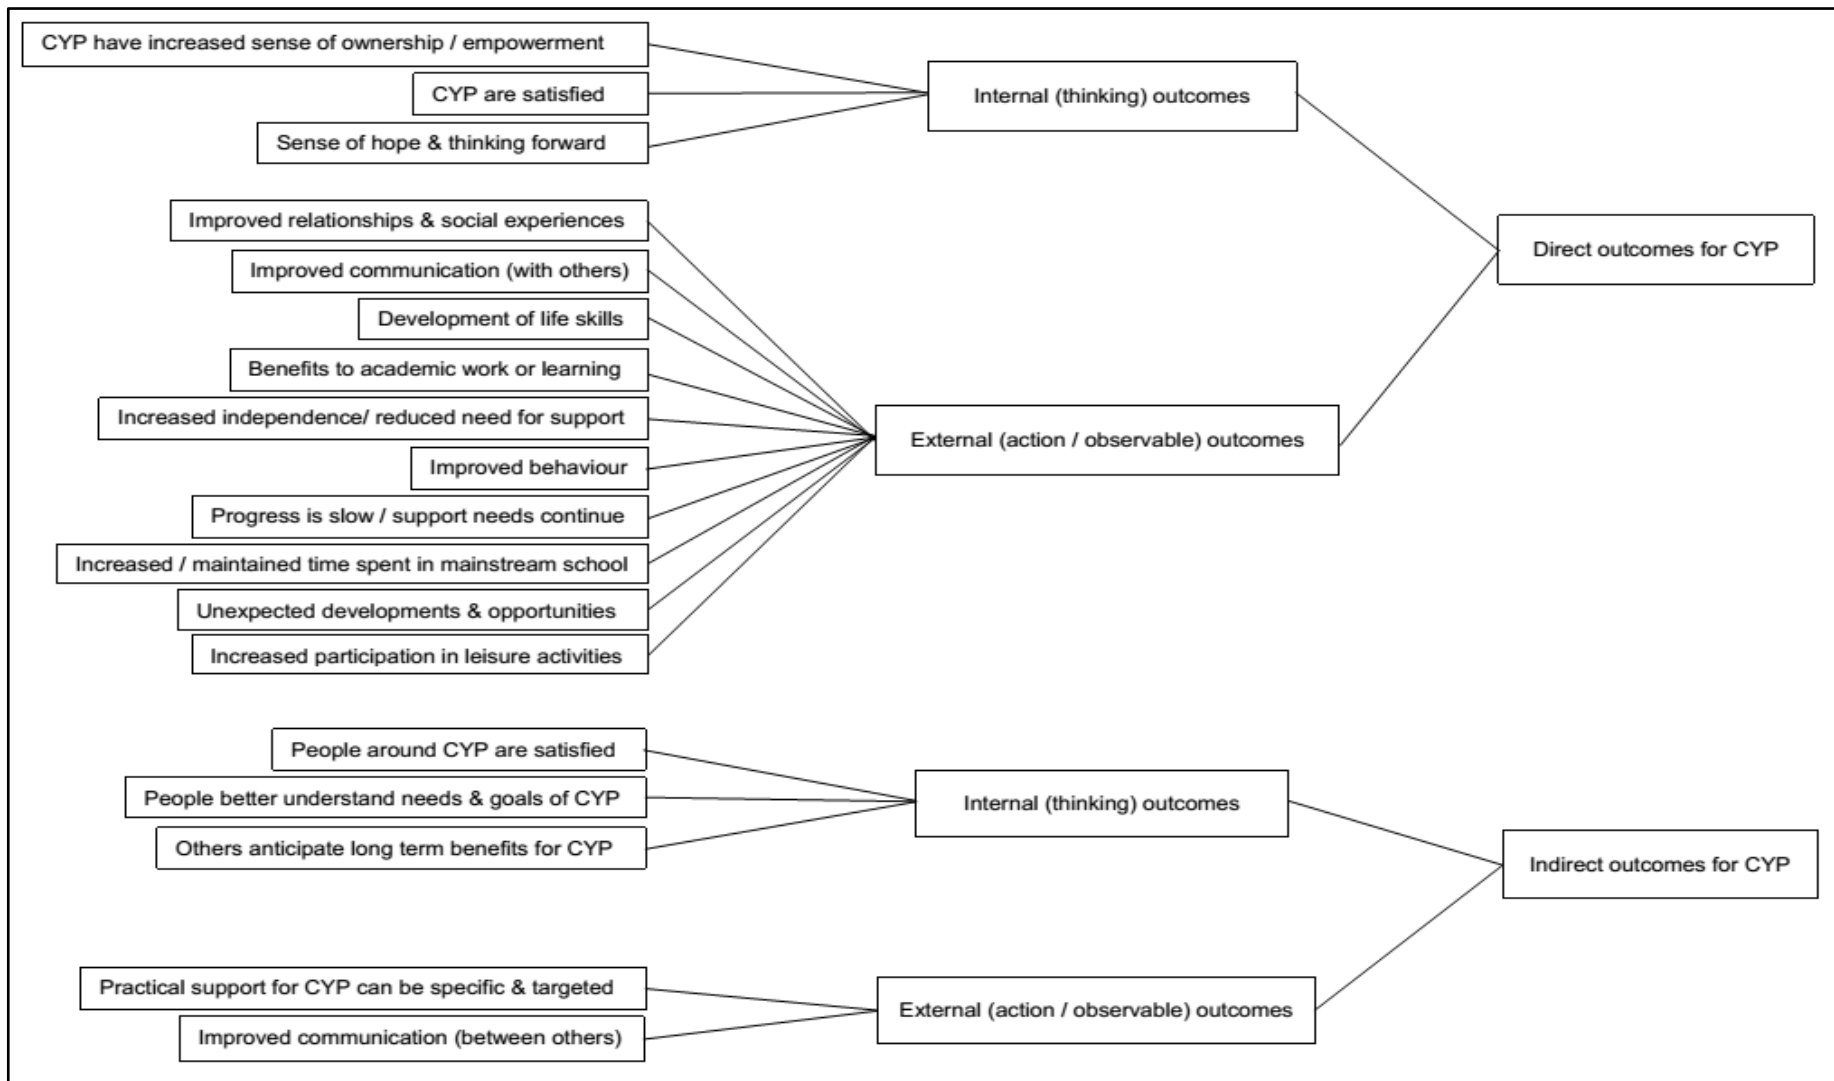 CYP have increased sense of ownership / empowerment
CYP are satisfied
Sense of hope & thinking forward
Internal (thinking) outcomes
Improved relationships & social experiences
Improved communication (with others)
Development of life skills
Benefits to academic work or learning
Increased independence/ reduced need for support
Improved behaviour
Progress is slow / support needs continue
Increased / maintained time spent in mainstream school
Unexpected developments & opportunities
Increased participation in leisure activities
External (action / observable) outcomes
Direct outcomes for CYP
People around CYP are satisfied
People better understand needs & goals of CYP
Others anticipate long term benefits for CYP
Internal (thinking) outcomes
Practical support for CYP can be specific & targeted
Improved communication (between others)
External (action / observable) outcomes
Indirect outcomes for CYP